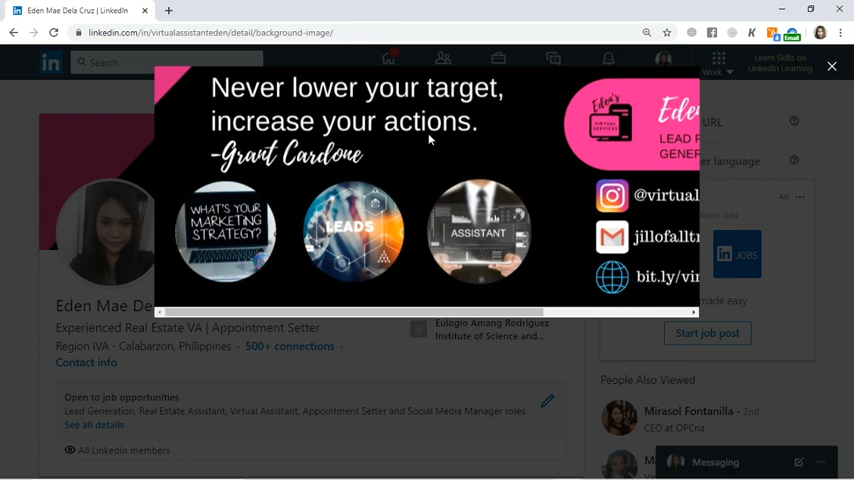 Eden Mae Dela Cruz | LinkedIn
linkedin.com/in/virtualassistanteden/detail/background-image/
Search
Work
Learn Skills on
LinkedIn Learning
Never lower your target,
increase your actions.
-Grant Cardone
WHAT'S YOUR
MARKETING
STRATEGY?
LEADS
ASSISTANT
Eden's
VIRTUAL
SERVICES
Eden
LEAD
GENER
@virtual
jillofallt
bit.ly/vir
URL
language
Ad
LinkedIn Jobs
JOBS
made easy
Start job post
Eden Mae De
Experienced Real Estate VA | Appointment Setter
Region IVA - Calabarzon, Philippines · 500+ connections ·
Contact info
Eulogio Amang Rodriguez
Institute of Science and...
Open to job opportunities
Lead Generation, Real Estate Assistant, Virtual Assistant, Appointment Setter and Social Media Manager roles
See all details
All LinkedIn members
People Also Viewed
Mirasol Fontanilla • 2nd
CEO at OPCna
Messaging